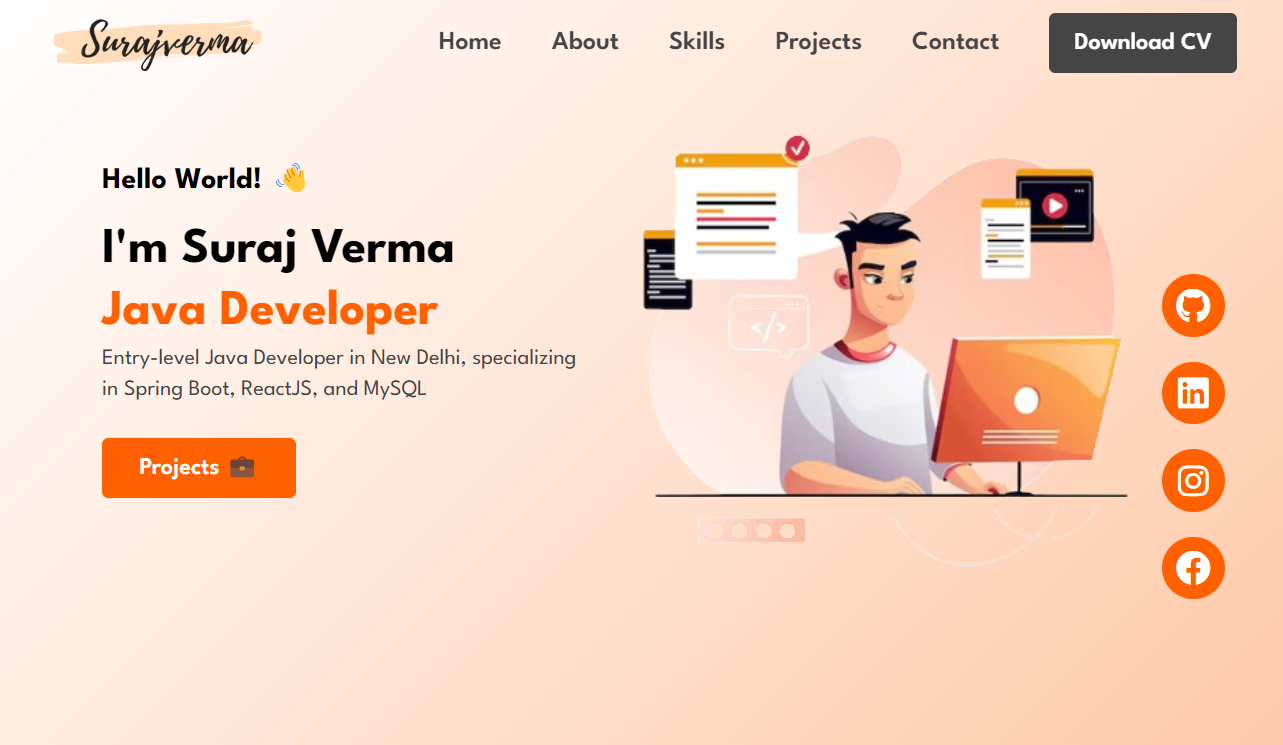 Surajverma
Home About Skills Projects Contact Download CV
Hello World! 👋
I'm Suraj Verma
Java Developer
Entry-level Java Developer in New Delhi, specializing
in Spring Boot, ReactJS, and MySQL
Projects 💼
</>
in